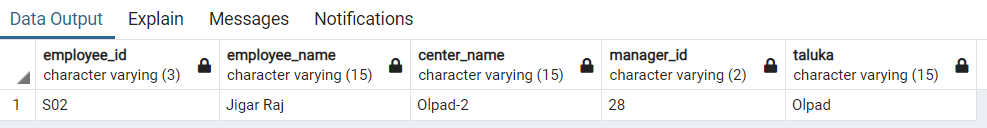 Data Output Explain Messages Notifications
employee_id employee_name center_name manager_id taluka
character varying (3) character varying (15) character varying (15) character varying (2) character varying (15)
1 S02 Jigar Raj Olpad-2 28 Olpad